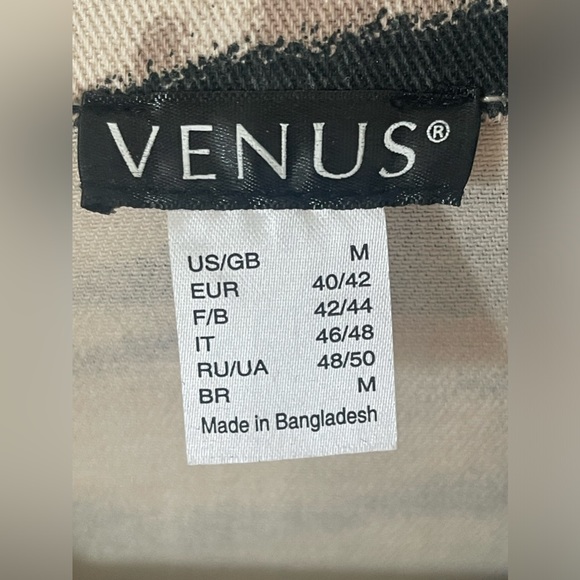 VENUS®
US/GB M
EUR 40/42
F/B 42/44
IT 46/48
RU/UA 48/50
BR M
Made in Bangladesh